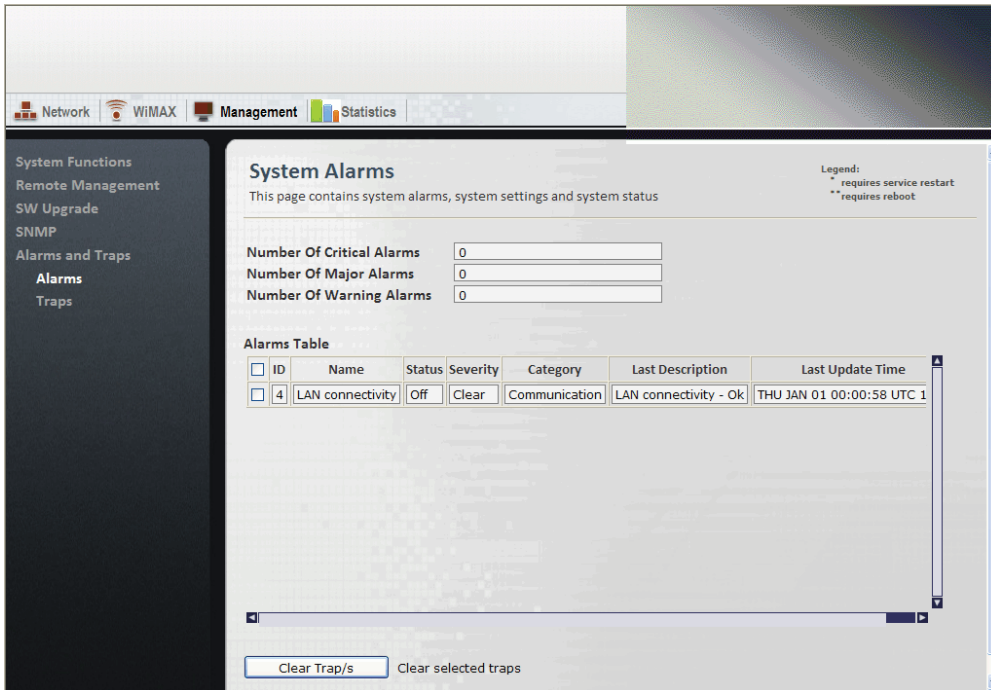 Network WiMAX Management Statistics
System Functions
Remote Management
SW Upgrade
SNMP
Alarms and Traps
Alarms
Traps
System Alarms
This page contains system alarms, system settings and system status
Legend:
* requires service restart
** requires reboot
Number Of Critical Alarms 0
Number Of Major Alarms 0
Number Of Warning Alarms 0
Alarms Table
ID Name Status Severity Category Last Description Last Update Time
4 LAN connectivity Off Clear Communication LAN connectivity - Ok THU JAN 01 00:00:58 UTC 1
Clear Trap/s Clear selected traps